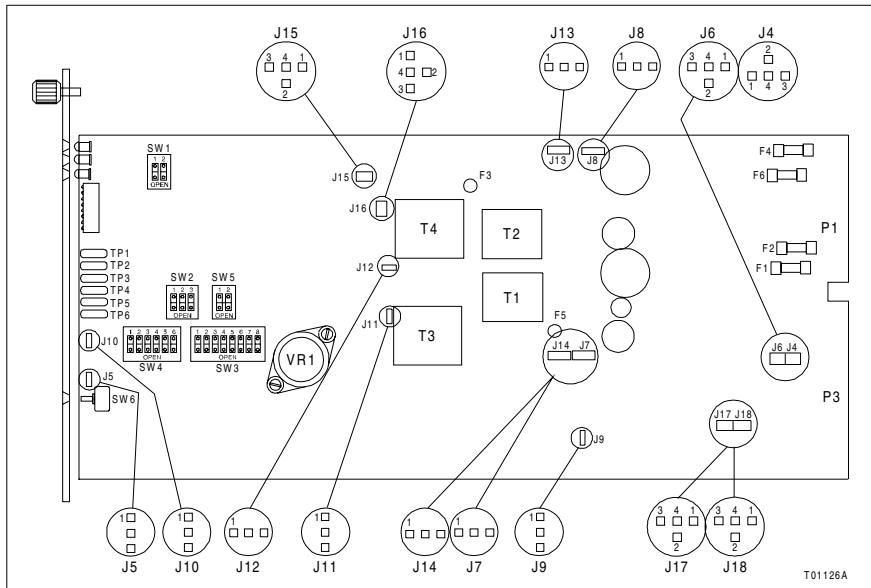 J15 J16 J13 J8 J6 J4
3 4 1
2
1
4 2
3
1
1
3 4 1
2
2
1 4 3
SW1
1 2
OPEN
J13
J8
F4
J15
F3
F6
J16
T4
T2
P1
TP1
TP2
TP3
TP4
TP5
TP6
J12
F2
F1
SW2
1 2 3
OPEN
SW5
1 2
OPEN
T1
J11
T3
F5
J10
1 2 3 4 5 6
OPEN
SW4
1 2 3 4 5 6 7 8
OPEN
SW3
VR1
J14 J7
J6 J4
J5
SW6
P3
J17 J18
J9
1
1
1
1
1
1
1
3 4 1
2
3 4 1
2
J5 J10 J12 J11 J14 J7 J9 J17 J18
T01126A